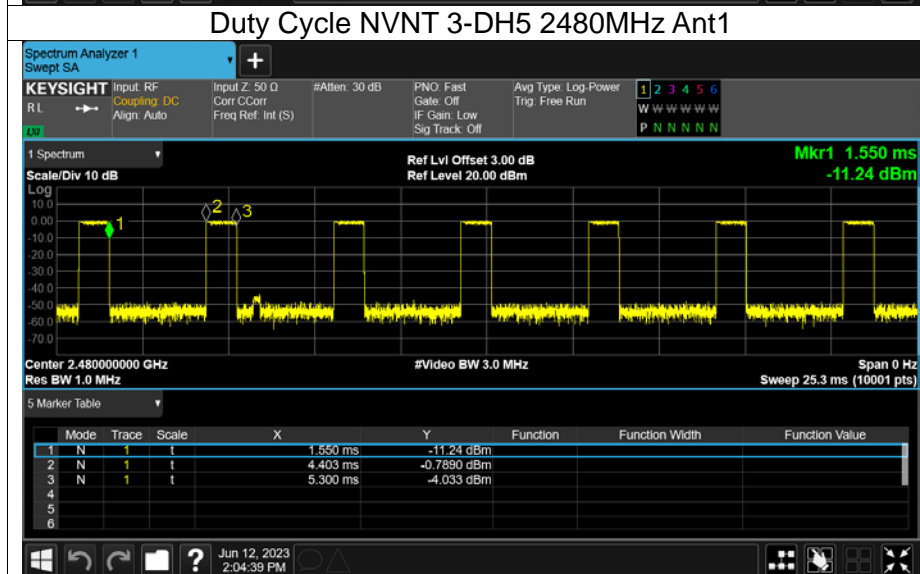 Duty Cycle NVNT 3-DH5 2480MHz Ant1
Spectrum Analyzer 1
Swept SA
+
KEYSIGHT Input: RF Input Z: 50 Ω #Atten: 30 dB PNO: Fast Avg Type: Log-Power 1 2 3 4 5 6
RL Coupling: DC Corr CCorr Gate: Off Trig: Free Run W W W W W W
Align: Auto Freq Ref: Int (S) IF Gain: Low
LXI Sig Track: Off P N N N N N
1 Spectrum Ref Lvl Offset 3.00 dB Mkr1 1.550 ms
Scale/Div 10 dB Ref Level 20.00 dBm -11.24 dBm
Log
10.0
0.00
-10.0
-20.0
-30.0
-40.0
-50.0
-60.0
-70.0
1
2
3
Center 2.480000000 GHz #Video BW 3.0 MHz Span 0 Hz
Res BW 1.0 MHz Sweep 25.3 ms (10001 pts)
5 Marker Table
Mode Trace Scale X Y Function Function Width Function Value
1 N 1 t 1.550 ms -11.24 dBm
2 N 1 t 4.403 ms -0.7890 dBm
3 N 1 t 5.300 ms -4.033 dBm
4
5
6
? Jun 12, 2023
2:04:39 PM